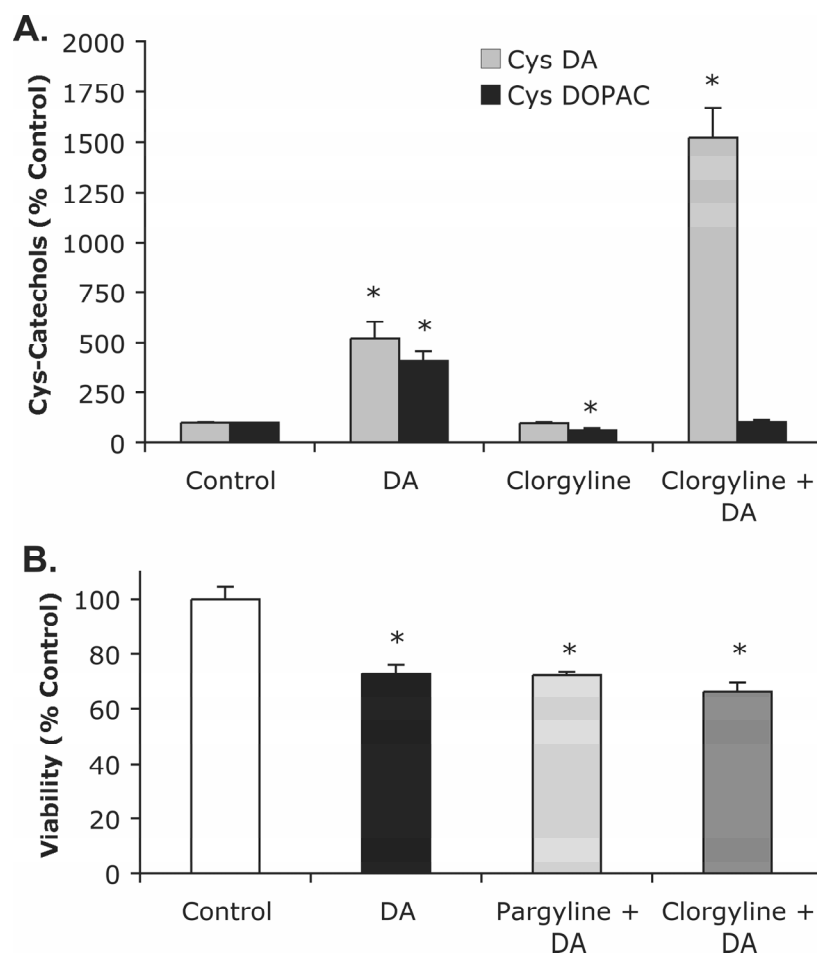 A.
Cys-Catechols (% Control)
2000
1750
1500
1250
1000
750
500
250
0
Cys DA
Cys DOPAC
*
*
*
*
Control
DA
Clorgyline
Clorgyline +
DA
B.
Viability (% Control)
100
80
60
40
20
0
*
*
*
Control
DA
Pargyline +
DA
Clorgyline +
DA